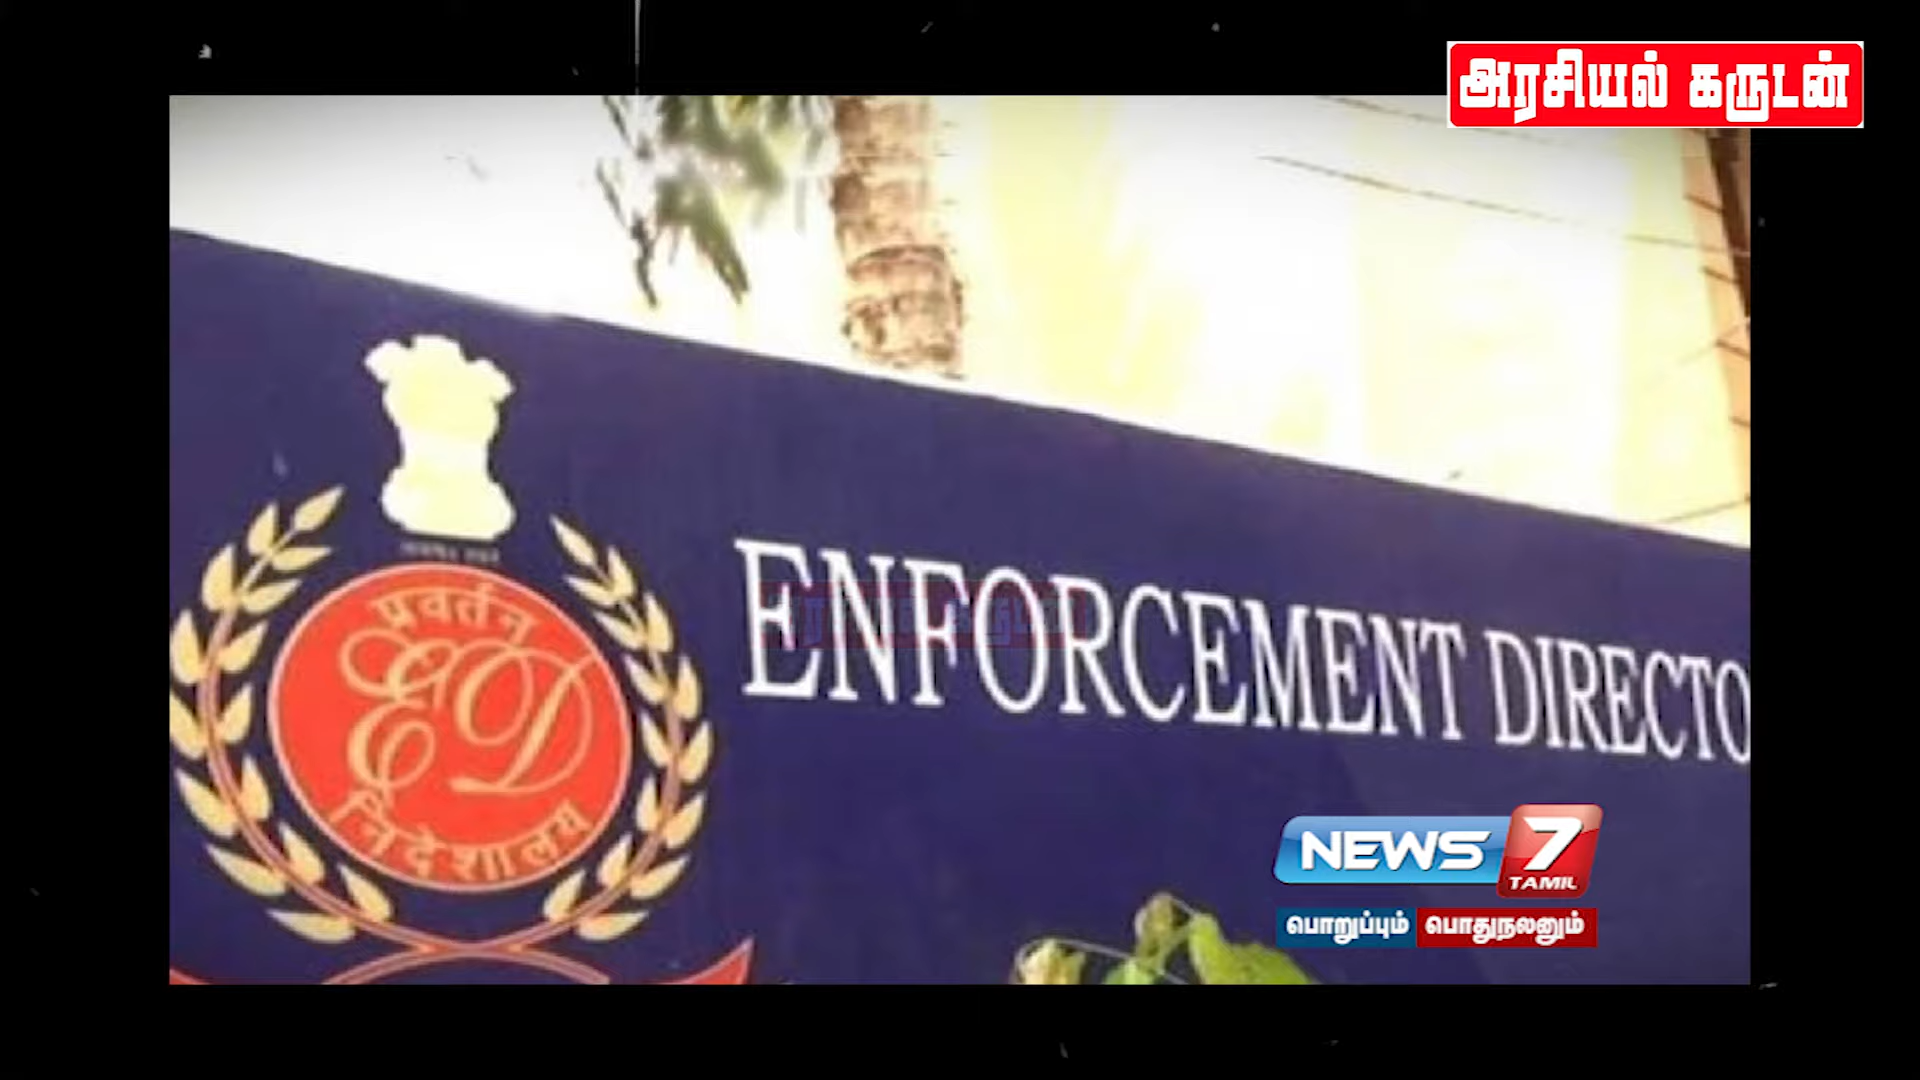 அரசியல் கருடன்
प्रवर्तन
ED
निदेशालय
ENFORCEMENT DIRECTO
NEWS 7
TAMIL
பொறுப்பும் பொதுநலனும்